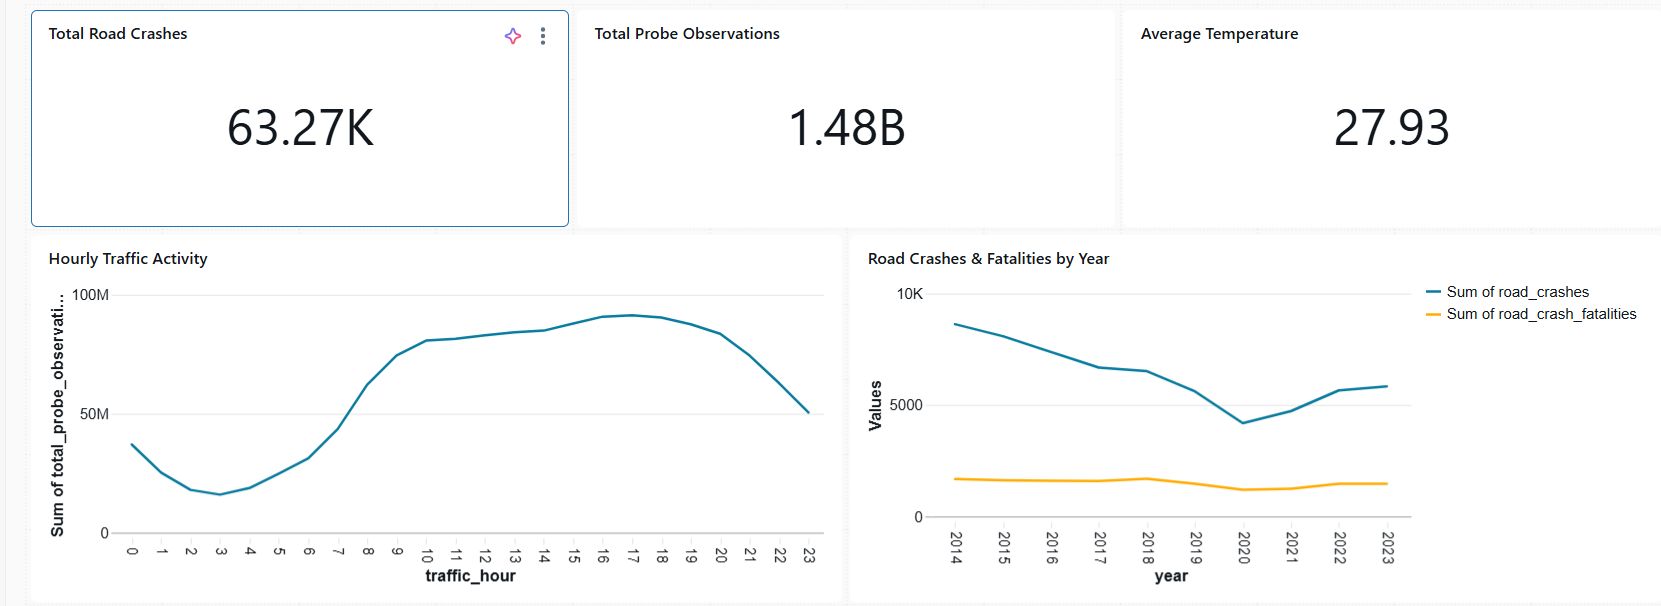 Total Road Crashes
63.27K
Total Probe Observations
1.48B
Average Temperature
27.93
Hourly Traffic Activity
Sum of total_probe_observati...
100M
50M
0
0 1 2 3 4 5 6 7 8 9 10 11 12 13 14 15 16 17 18 19 20 21 22 23
traffic_hour
Road Crashes & Fatalities by Year
Values
10K
5000
0
2014 2015 2016 2017 2018 2019 2020 2021 2022 2023
year
Sum of road_crashes
Sum of road_crash_fatalities